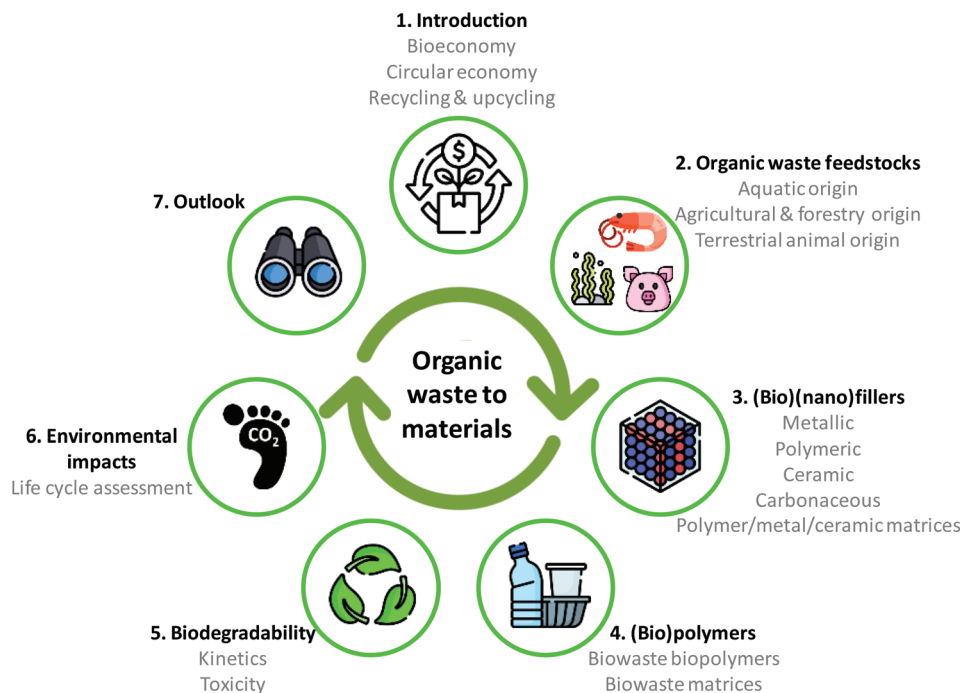 1. Introduction
Bioeconomy
Circular economy
Recycling & upcycling
$
2. Organic waste feedstocks
Aquatic origin
Agricultural & forestry origin
Terrestrial animal origin
3. (Bio)(nano)fillers
Metallic
Polymeric
Ceramic
Carbonaceous
Polymer/metal/ceramic matrices
4. (Bio)polymers
Biowaste biopolymers
Biowaste matrices
5. Biodegradability
Kinetics
Toxicity
6. Environmental
impacts
Life cycle assessment
CO₂
7. Outlook
Organic
waste to
materials